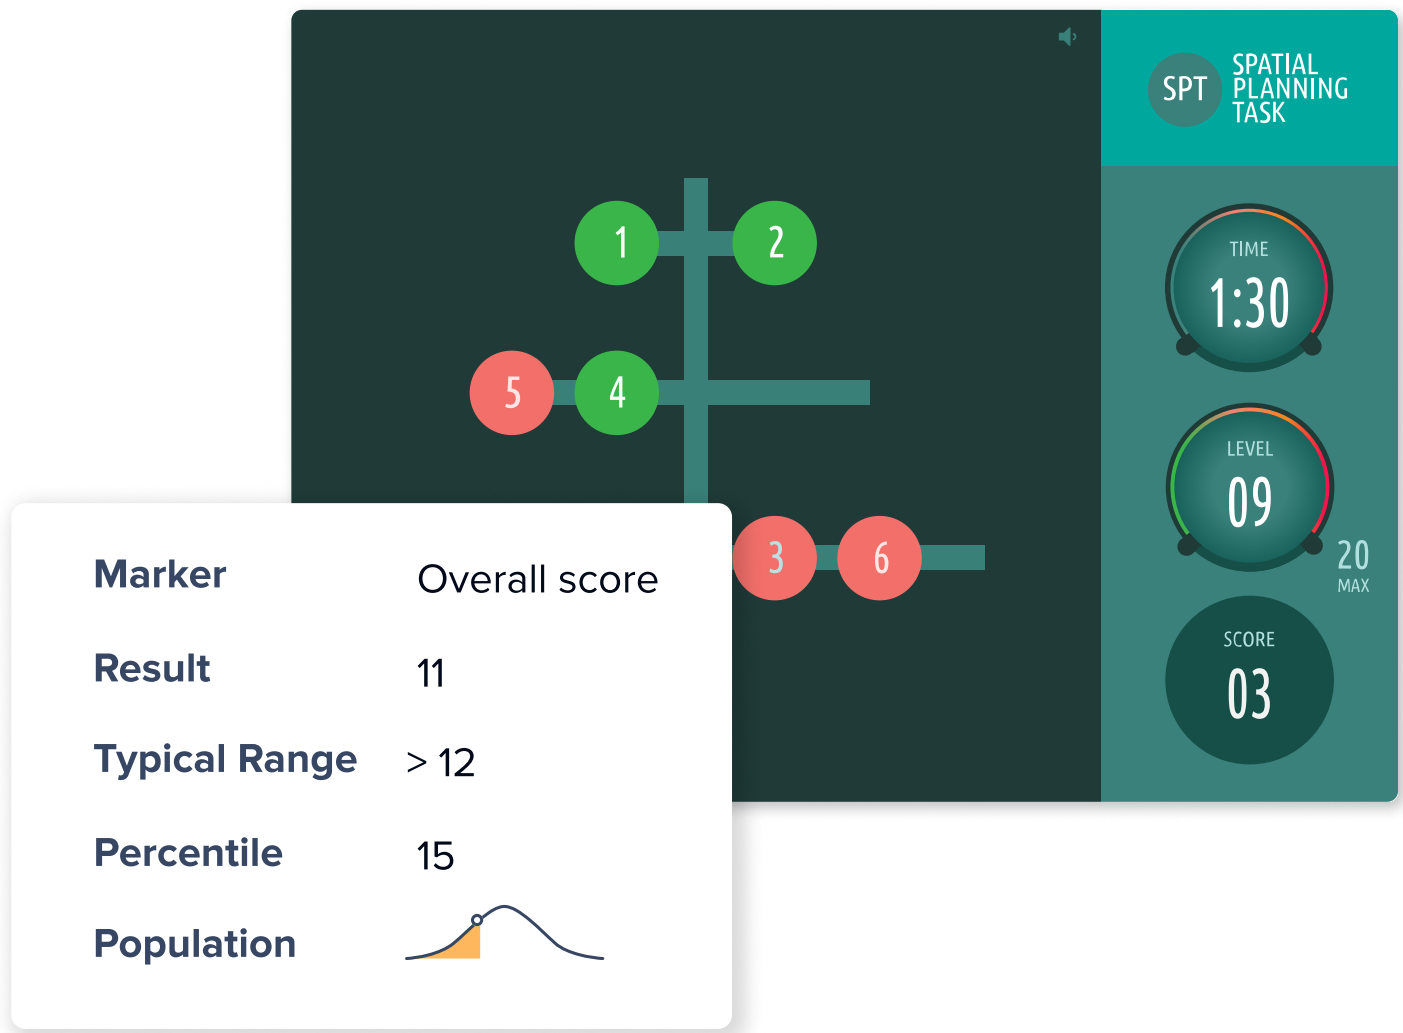 SPT
SPATIAL
PLANNING
TASK
1
2
5
4
3
6
TIME
1:30
LEVEL
09
20
MAX
SCORE
03
Marker Overall score
Result 11
Typical Range > 12
Percentile 15
Population